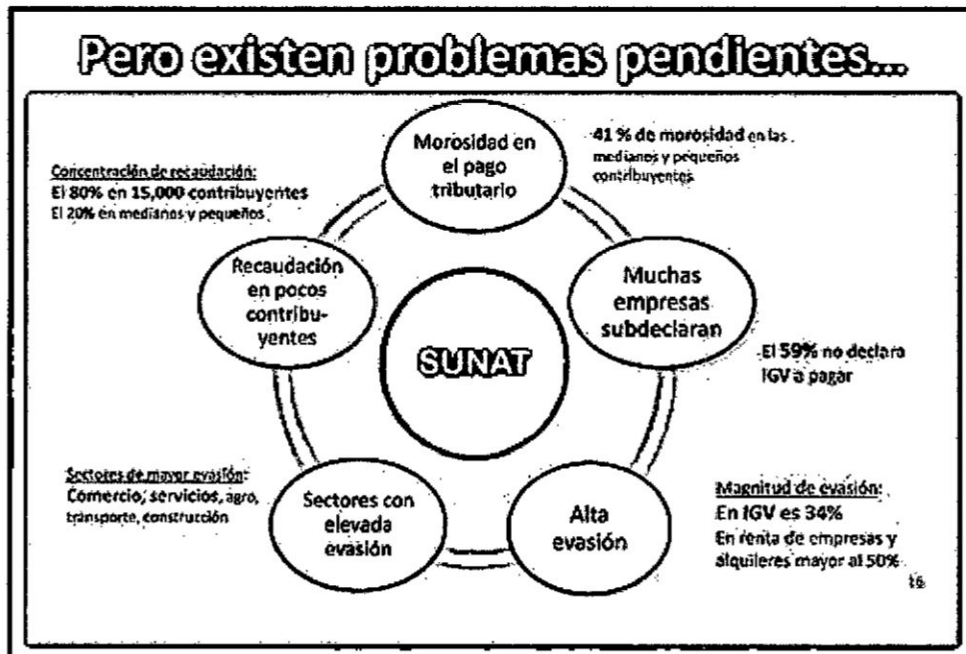 Pero existen problemas pendientes...
Morosidad en
el pago
tributario
41 % de morosidad en las
medianos y pequeños
contribuyentes.
Concentración de recaudación:
El 80% en 15,000 contribuyentes
El 20% en medianos y pequeños
Recaudación
en pocos
contribu-
yentes
Muchas
empresas
subdeclaran
SUNAT
El 59% no declara
IGV a pagar
Sectores de mayor evasión:
Comercio, servicios, agro,
transporte, construcción
Sectores con
elevada
evasión
Alta
evasión
Magnitud de evasión:
En IGV es 34%
En renta de empresas y
alquileres mayor al 50%
16